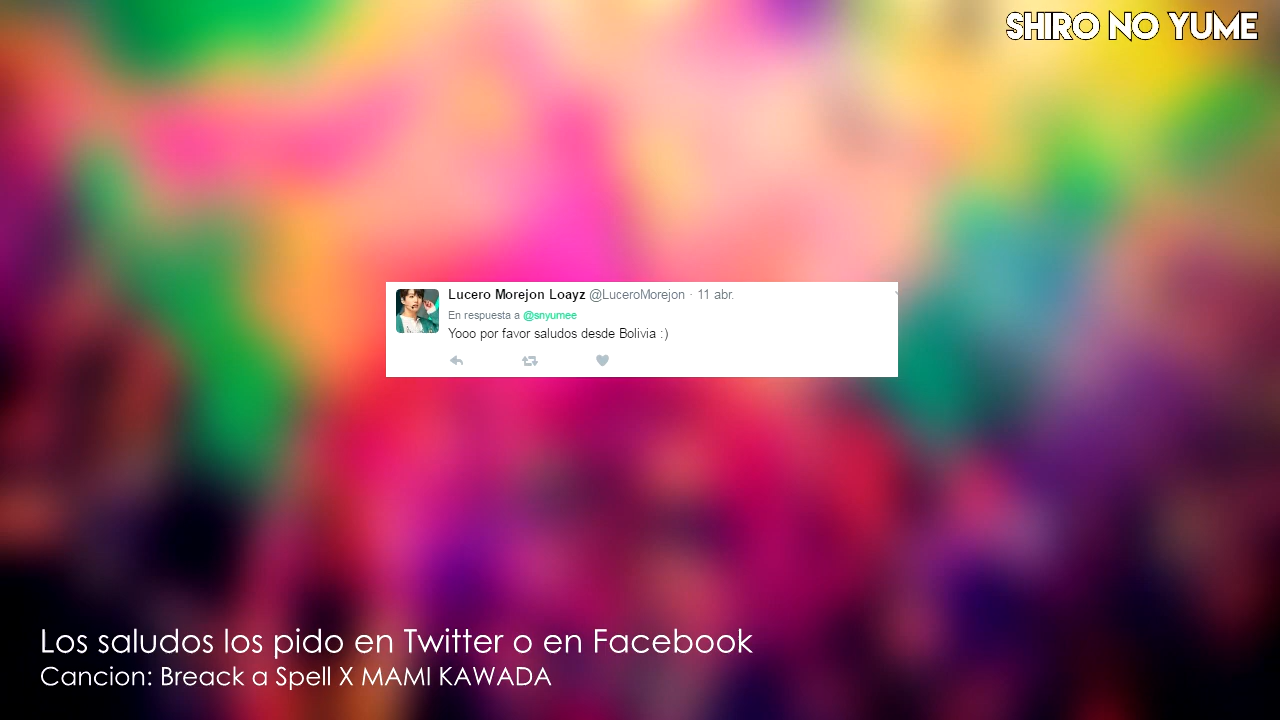 SHIRO NO YUME
Lucero Morejon Loayz @LuceroMorejon · 11 abr.
En respuesta a @snyumee
Yooo por favor saludos desde Bolivia :)
Los saludos los pido en Twitter o en Facebook
Cancion: Breack a Spell X MAMI KAWADA